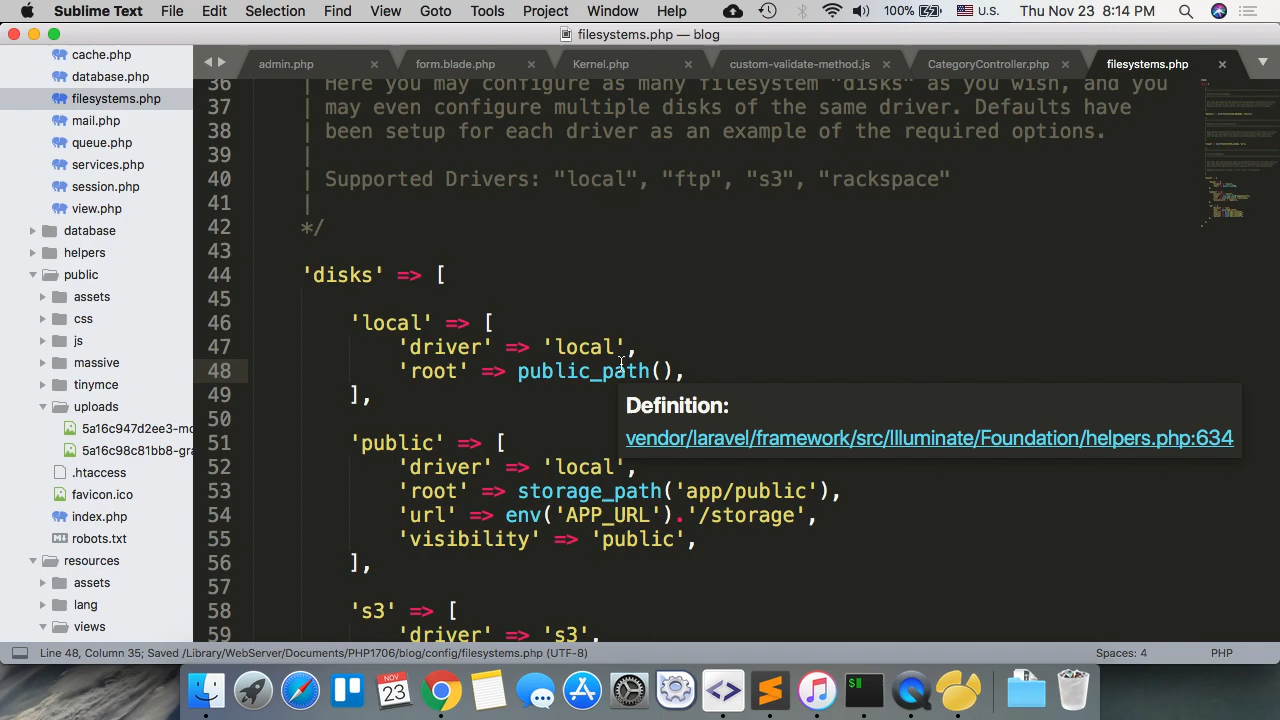 Sublime Text File Edit Selection Find View Goto Tools Project Window Help 100% U.S. Thu Nov 23 8:14 PM
filesystems.php — blog
admin.php form.blade.php Kernel.php custom-validate-method.js CategoryController.php filesystems.php
cache.php
database.php
filesystems.php
mail.php
queue.php
services.php
session.php
view.php
database
helpers
public
assets
css
js
massive
tinymce
uploads
5a16c947d2ee3-mo
5a16c98c81bb8-gra
.htaccess
favicon.ico
index.php
robots.txt
resources
assets
lang
views
36 | Here you may configure as many filesystem "disks" as you wish, and you
37 | may even configure multiple disks of the same driver. Defaults have
38 | been setup for each driver as an example of the required options.
39 |
40 | Supported Drivers: "local", "ftp", "s3", "rackspace"
41 |
42 */
43
44 'disks' => [
45
46 'local' => [
47 'driver' => 'local',
48 'root' => public_path(),
49 ],
50
51 'public' => [
52 'driver' => 'local',
53 'root' => storage_path('app/public'),
54 'url' => env('APP_URL').'/storage',
55 'visibility' => 'public',
56 ],
57
58 's3' => [
59 'driver' => 's3',
Definition:
vendor/laravel/framework/src/Illuminate/Foundation/helpers.php:634
Line 48, Column 35; Saved /Library/WebServer/Documents/PHP1706/blog/config/filesystems.php (UTF-8) Spaces: 4 PHP
NOV
23